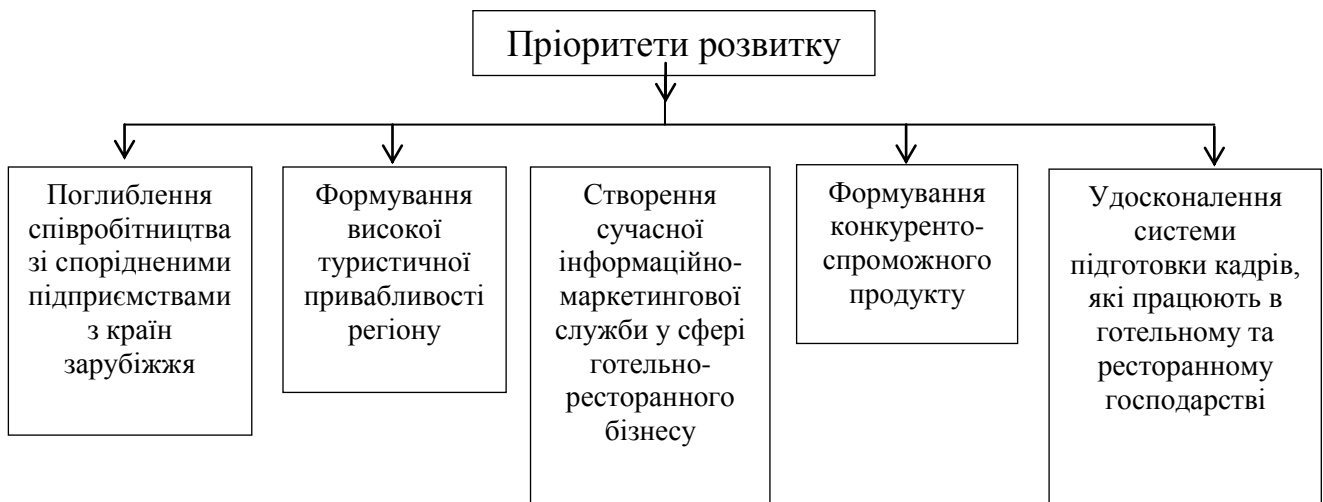 Пріоритети розвитку
Поглиблення
співробітництва
зі спорідненими
підприємствами
з країн
зарубіжжя
Формування
високої
туристичної
привабливості
регіону
Створення
сучасної
інформаційно-
маркетингової
служби у сфері
готельно-
ресторанного
бізнесу
Формування
конкуренто-
спроможного
продукту
Удосконалення
системи
підготовки кадрів,
які працюють в
готельному та
ресторанному
господарстві